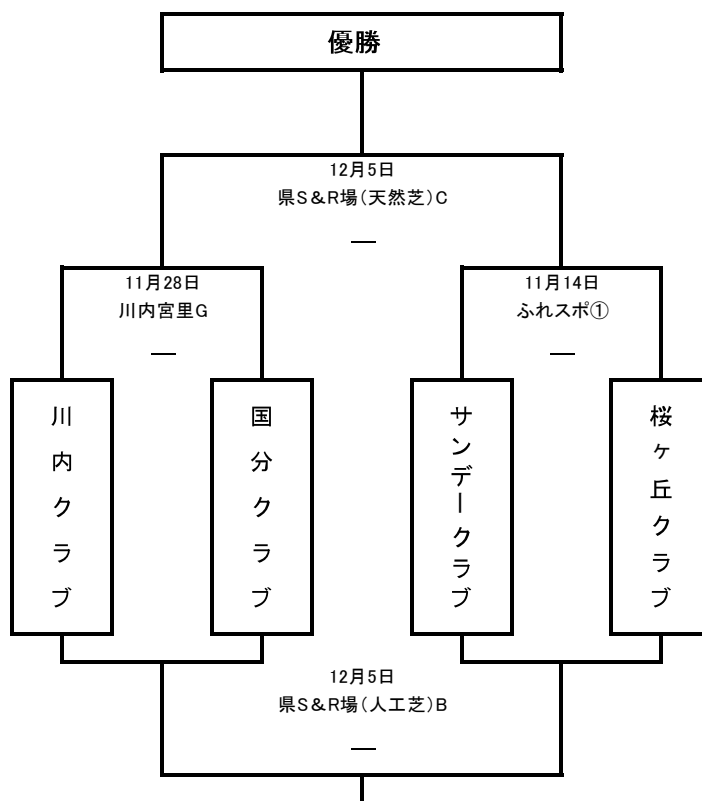 優勝
12月5日
県S&R場(天然芝)C
―
11月28日
川内宮里G
―
11月14日
ふれスポ①
―
川内クラブ
国分クラブ
サンデークラブ
桜ヶ丘クラブ
12月5日
県S&R場(人工芝)B
―